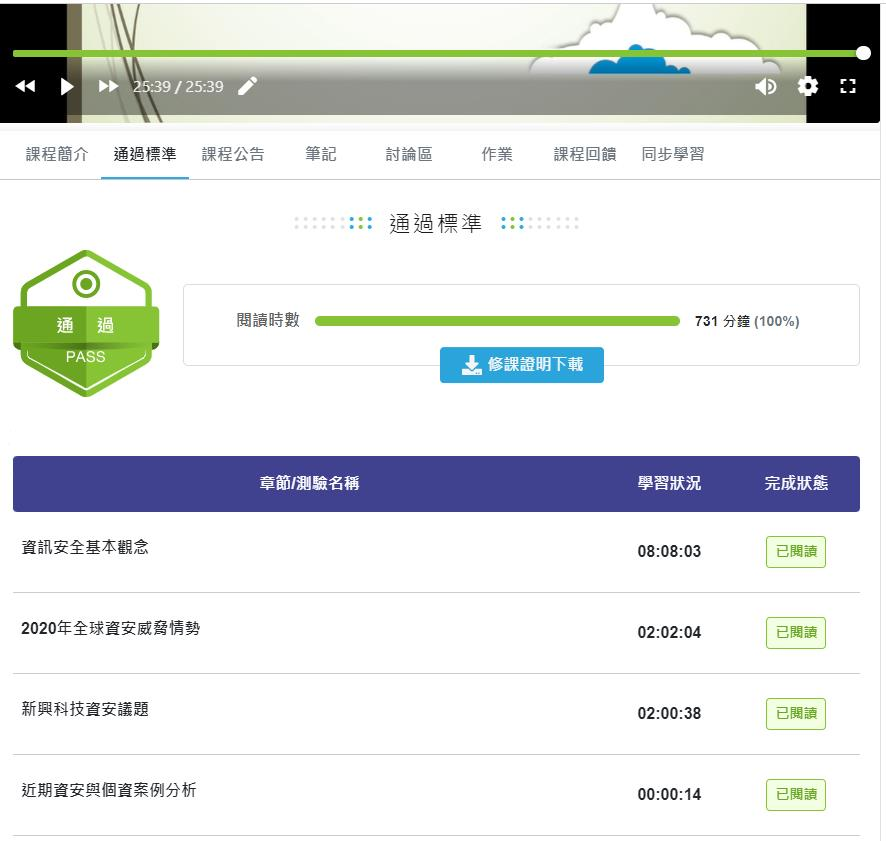 25:39 / 25:39
課程簡介 通過標準 課程公告 筆記 討論區 作業 課程回饋 同步學習
通過標準
通過
PASS
閱讀時數 731 分鐘 (100%)
修課證明下載
章節/測驗名稱 學習狀況 完成狀態
資訊安全基本觀念 08:08:03 已閱讀
2020年全球資安威脅情勢 02:02:04 已閱讀
新興科技資安議題 02:00:38 已閱讀
近期資安與個資案例分析 00:00:14 已閱讀